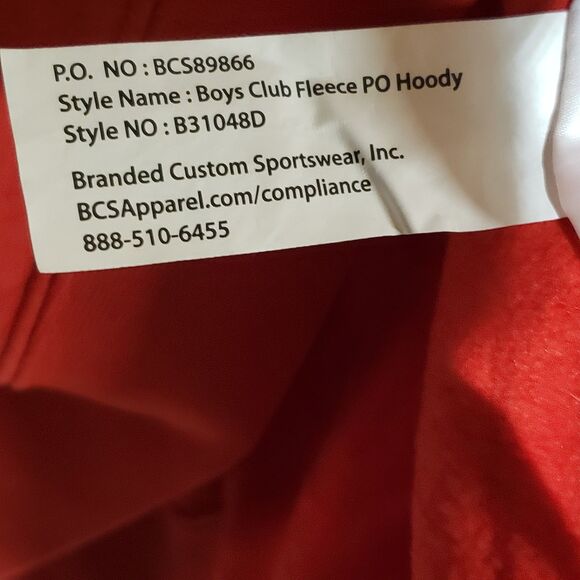 P.O. NO : BCS89866
Style Name : Boys Club Fleece PO Hoody
Style NO : B31048D
Branded Custom Sportswear, Inc.
BCSApparel.com/compliance
888-510-6455